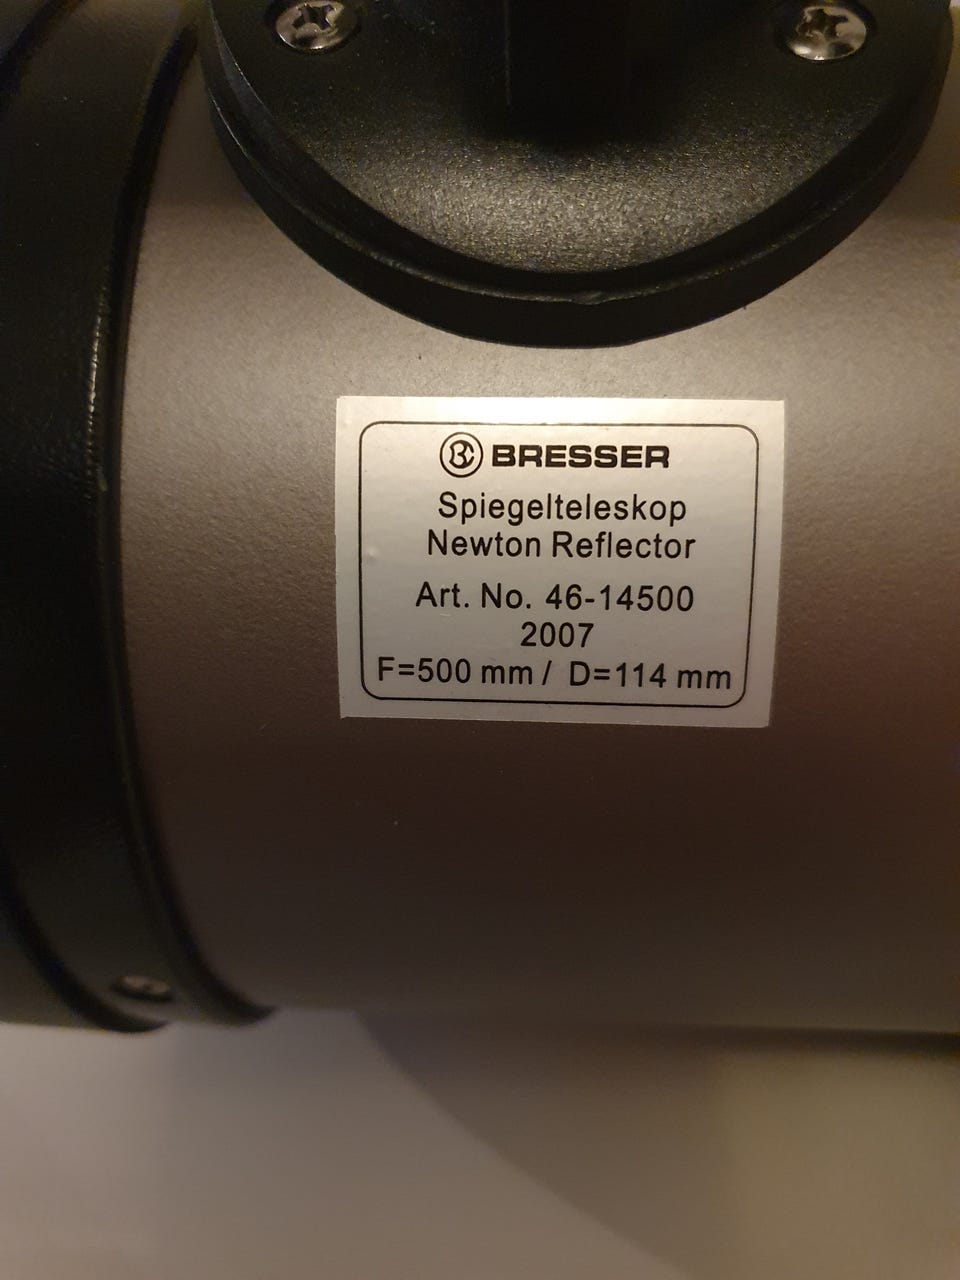 BRESSER
Spiegelteleskop
Newton Reflector
Art. No. 46-14500
2007
F=500 mm / D=114 mm